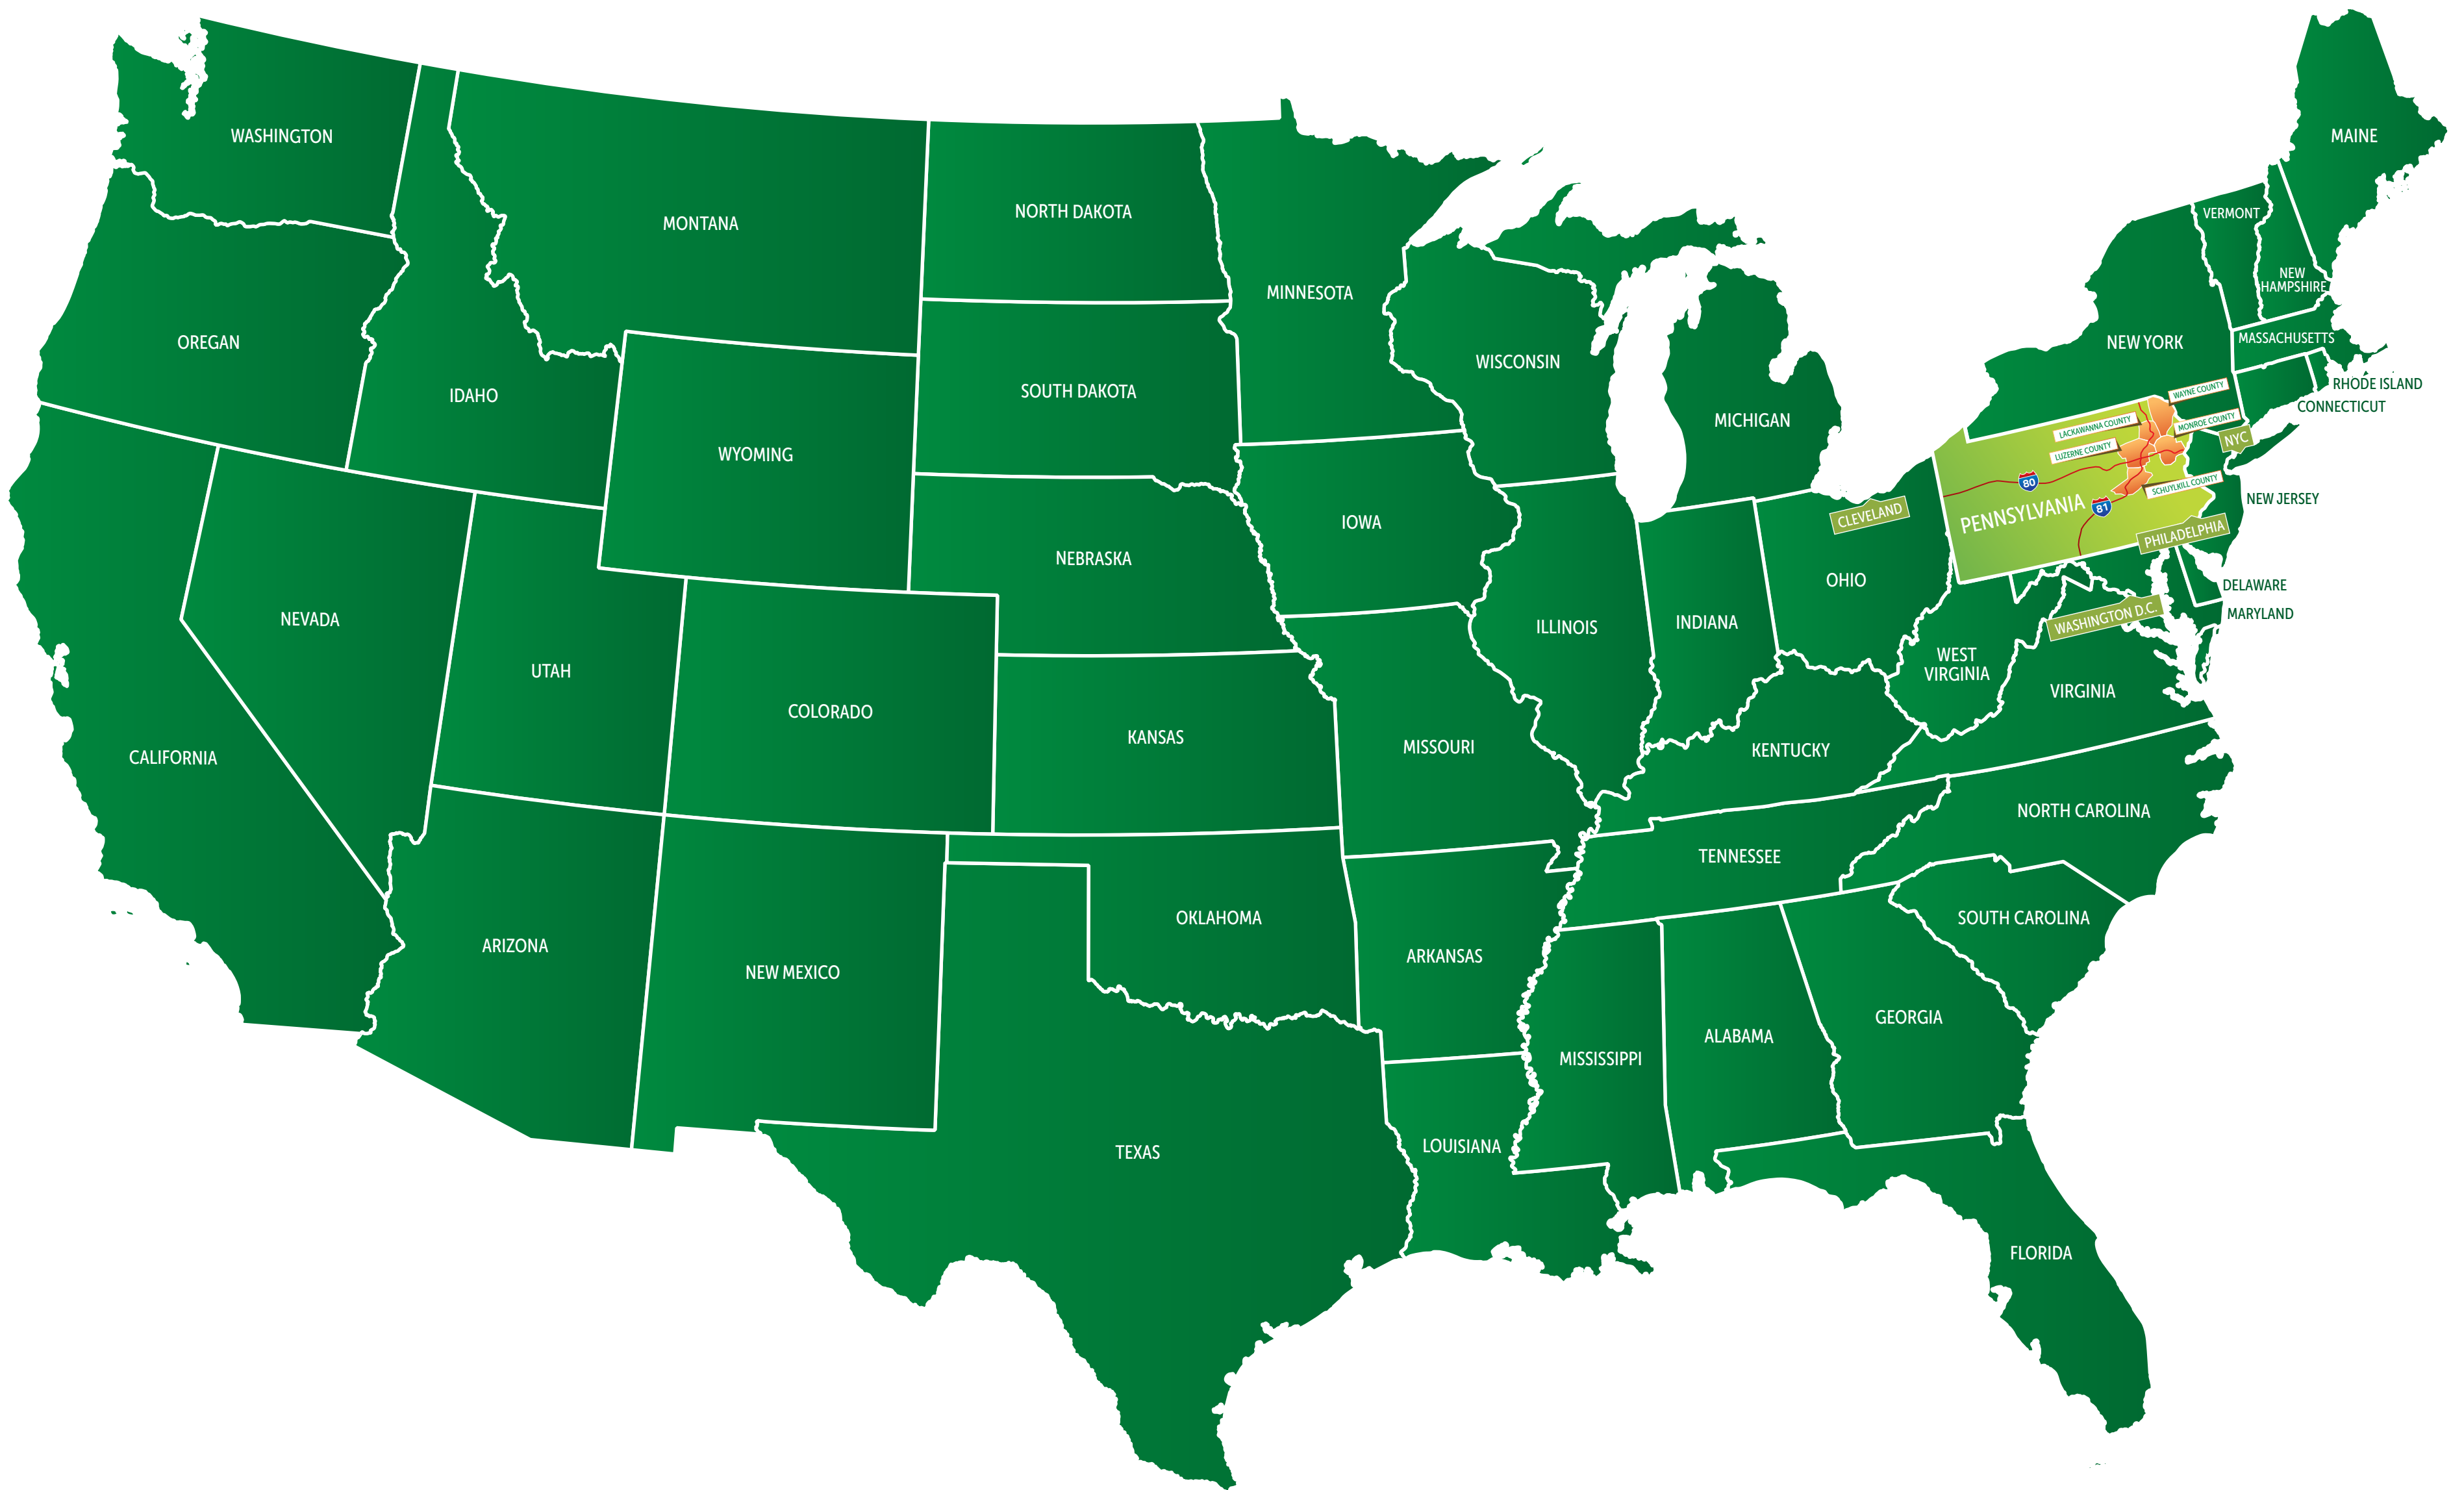 WASHINGTON
MAINE
MONTANA
NORTH DAKOTA
VERMONT
MINNESOTA
NEW
HAMPSHIRE
OREGAN
NEW YORK
MASSACHUSETTS
WISCONSIN
IDAHO
SOUTH DAKOTA
RHODE ISLAND
WAYNE COUNTY
CONNECTICUT
MICHIGAN
LACKAWANNA COUNTY
MONROE COUNTY
NYC
LUZERNE COUNTY
WYOMING
80
SCHUYLKILL COUNTY
NEW JERSEY
81
PENNSYLVANIA
CLEVELAND
IOWA
PHILADELPHIA
NEBRASKA
OHIO
DELAWARE
WASHINGTON D.C.
MARYLAND
NEVADA
ILLINOIS
INDIANA
WEST
VIRGINIA
UTAH
VIRGINIA
COLORADO
KANSAS
MISSOURI
KENTUCKY
CALIFORNIA
NORTH CAROLINA
TENNESSEE
OKLAHOMA
SOUTH CAROLINA
ARIZONA
ARKANSAS
NEW MEXICO
GEORGIA
ALABAMA
MISSISSIPPI
LOUISIANA
TEXAS
FLORIDA